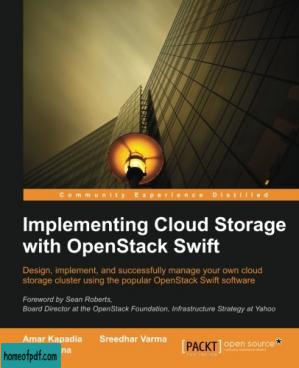 Community Experience Distilled
Implementing Cloud Storage
with OpenStack Swift
Design, implement, and successfully manage your own cloud
storage cluster using the popular OpenStack Swift software
Foreword by Sean Roberts,
Board Director at the OpenStack Foundation, Infrastructure Strategy at Yahoo
Amar Kapadia Sreedhar Varma
[PACKT] open source*
PUBLISHING
homeofpdf.com